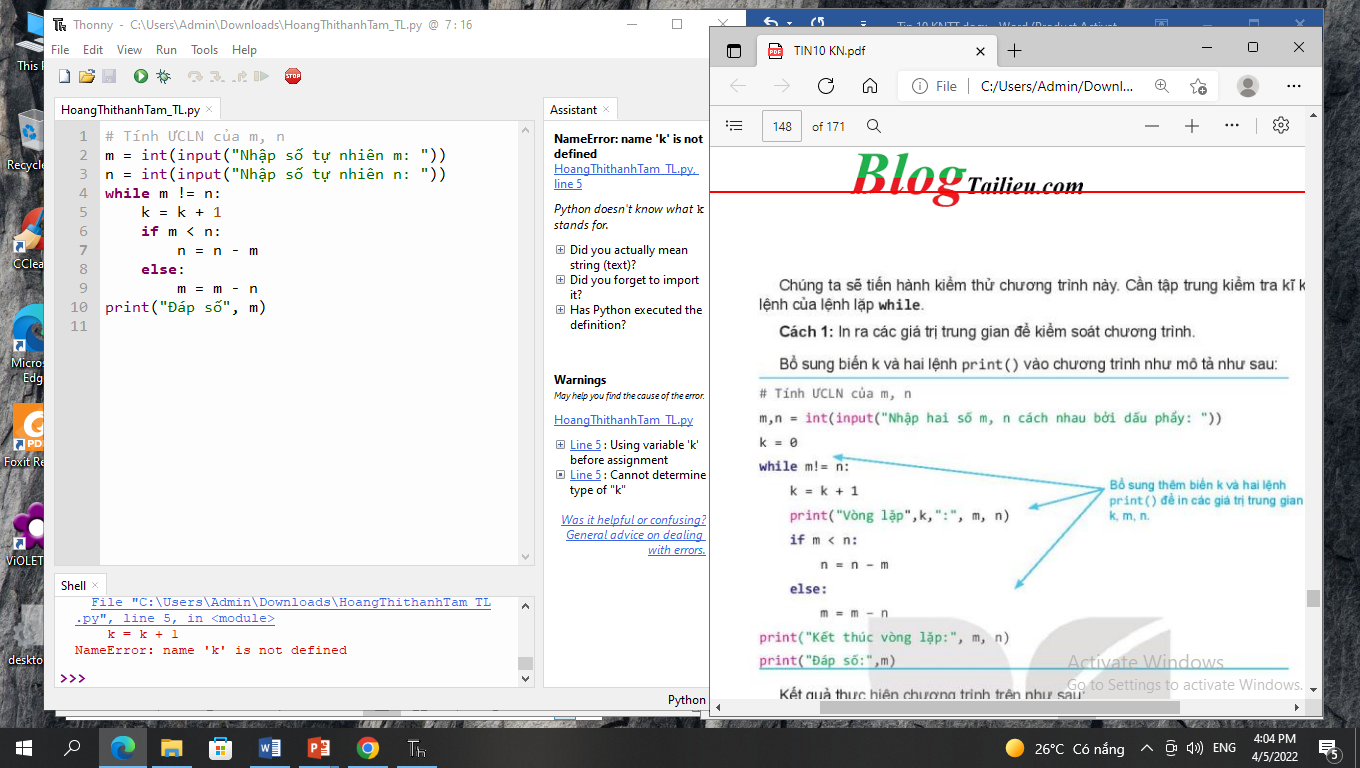 This
Recycle
CClea
Micros
Edg
Foxit Re
ViOLET
deskto
Thonny - C:\Users\Admin\Downloads\HoangThithanhTam_TL.py @ 7:16
File Edit View Run Tools Help
HoangThithanhTam_TL.py
1 # Tính ƯCLN của m, n
2 m = int(input("Nhập số tự nhiên m: "))
3 n = int(input("Nhập số tự nhiên n: "))
4 while m != n:
5 k = k + 1
6 if m < n:
7 n = n - m
8 else:
9 m = m - n
10 print("Đáp số", m)
11
Shell
File "C:\Users\Admin\Downloads\HoangThithanhTam_TL
.py", line 5, in <module>
k = k + 1
NameError: name 'k' is not defined
>>>
Assistant
NameError: name 'k' is not
defined
HoangThithanhTam_TL.py,
line 5
Python doesn't know what k
stands for.
Did you actually mean
string (text)?
Did you forget to import
it?
Has Python executed the
definition?
Warnings
May help you find the cause of the error.
HoangThithanhTam_TL.py
Line 5 : Using variable 'k'
before assignment
Line 5 : Cannot determine
type of "k"
Was it helpful or confusing?
General advice on dealing
with errors.
Python
TIN10 KN.pdf
File C:/Users/Admin/Downl...
148 of 171
Blog Tailieu.com
Chúng ta sẽ tiến hành kiểm thử chương trình này. Cần tập trung kiểm tra kĩ k
lệnh của lệnh lặp while.
Cách 1: In ra các giá trị trung gian để kiểm soát chương trình.
Bổ sung biến k và hai lệnh print() vào chương trình như mô tả như sau:
# Tính ƯCLN của m, n
m,n = int(input("Nhập hai số m, n cách nhau bởi dấu phẩy: "))
k = 0
while m!= n:
k = k + 1
print("Vòng lặp",k,":", m, n)
if m < n:
n = n - m
else:
m = m - n
print("Kết thúc vòng lặp:", m, n)
print("Đáp số:",m)
Bổ sung thêm biến k và hai lệnh
print() để in các giá trị trung gian
k, m, n.
Kết quả thực hiện chương trình trên như sau:
Activate Windows
Go to Settings to activate Windows.
26°C Có nắng
ENG
4:04 PM
4/5/2022
5